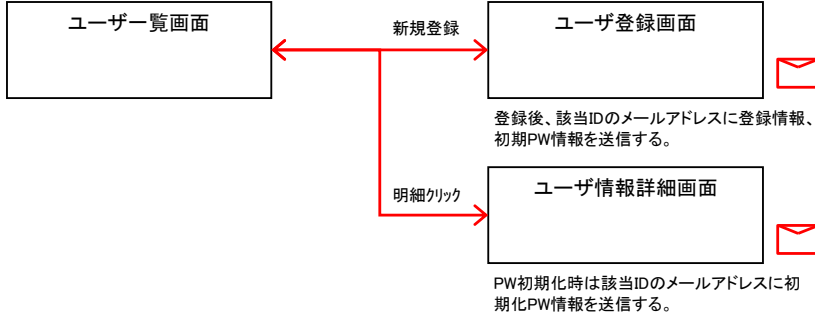 ユーザ一覧画面
新規登録
ユーザ登録画面
登録後、該当IDのメールアドレスに登録情報、
初期PW情報を送信する。
明細クリック
ユーザ情報詳細画面
PW初期化時は該当IDのメールアドレスに初
期化PW情報を送信する。